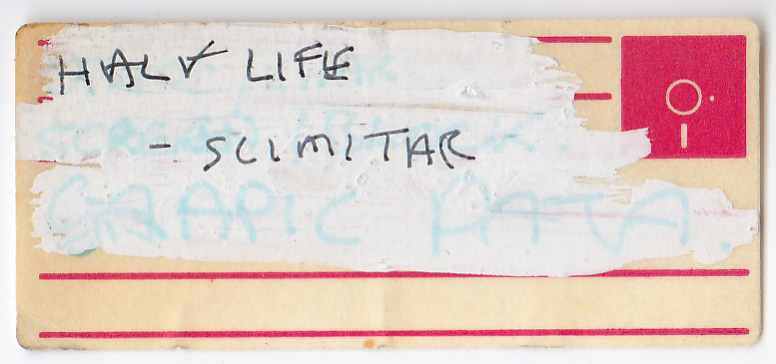 HALF LIFE
- SCIMITAR
GRAPIC DATA.